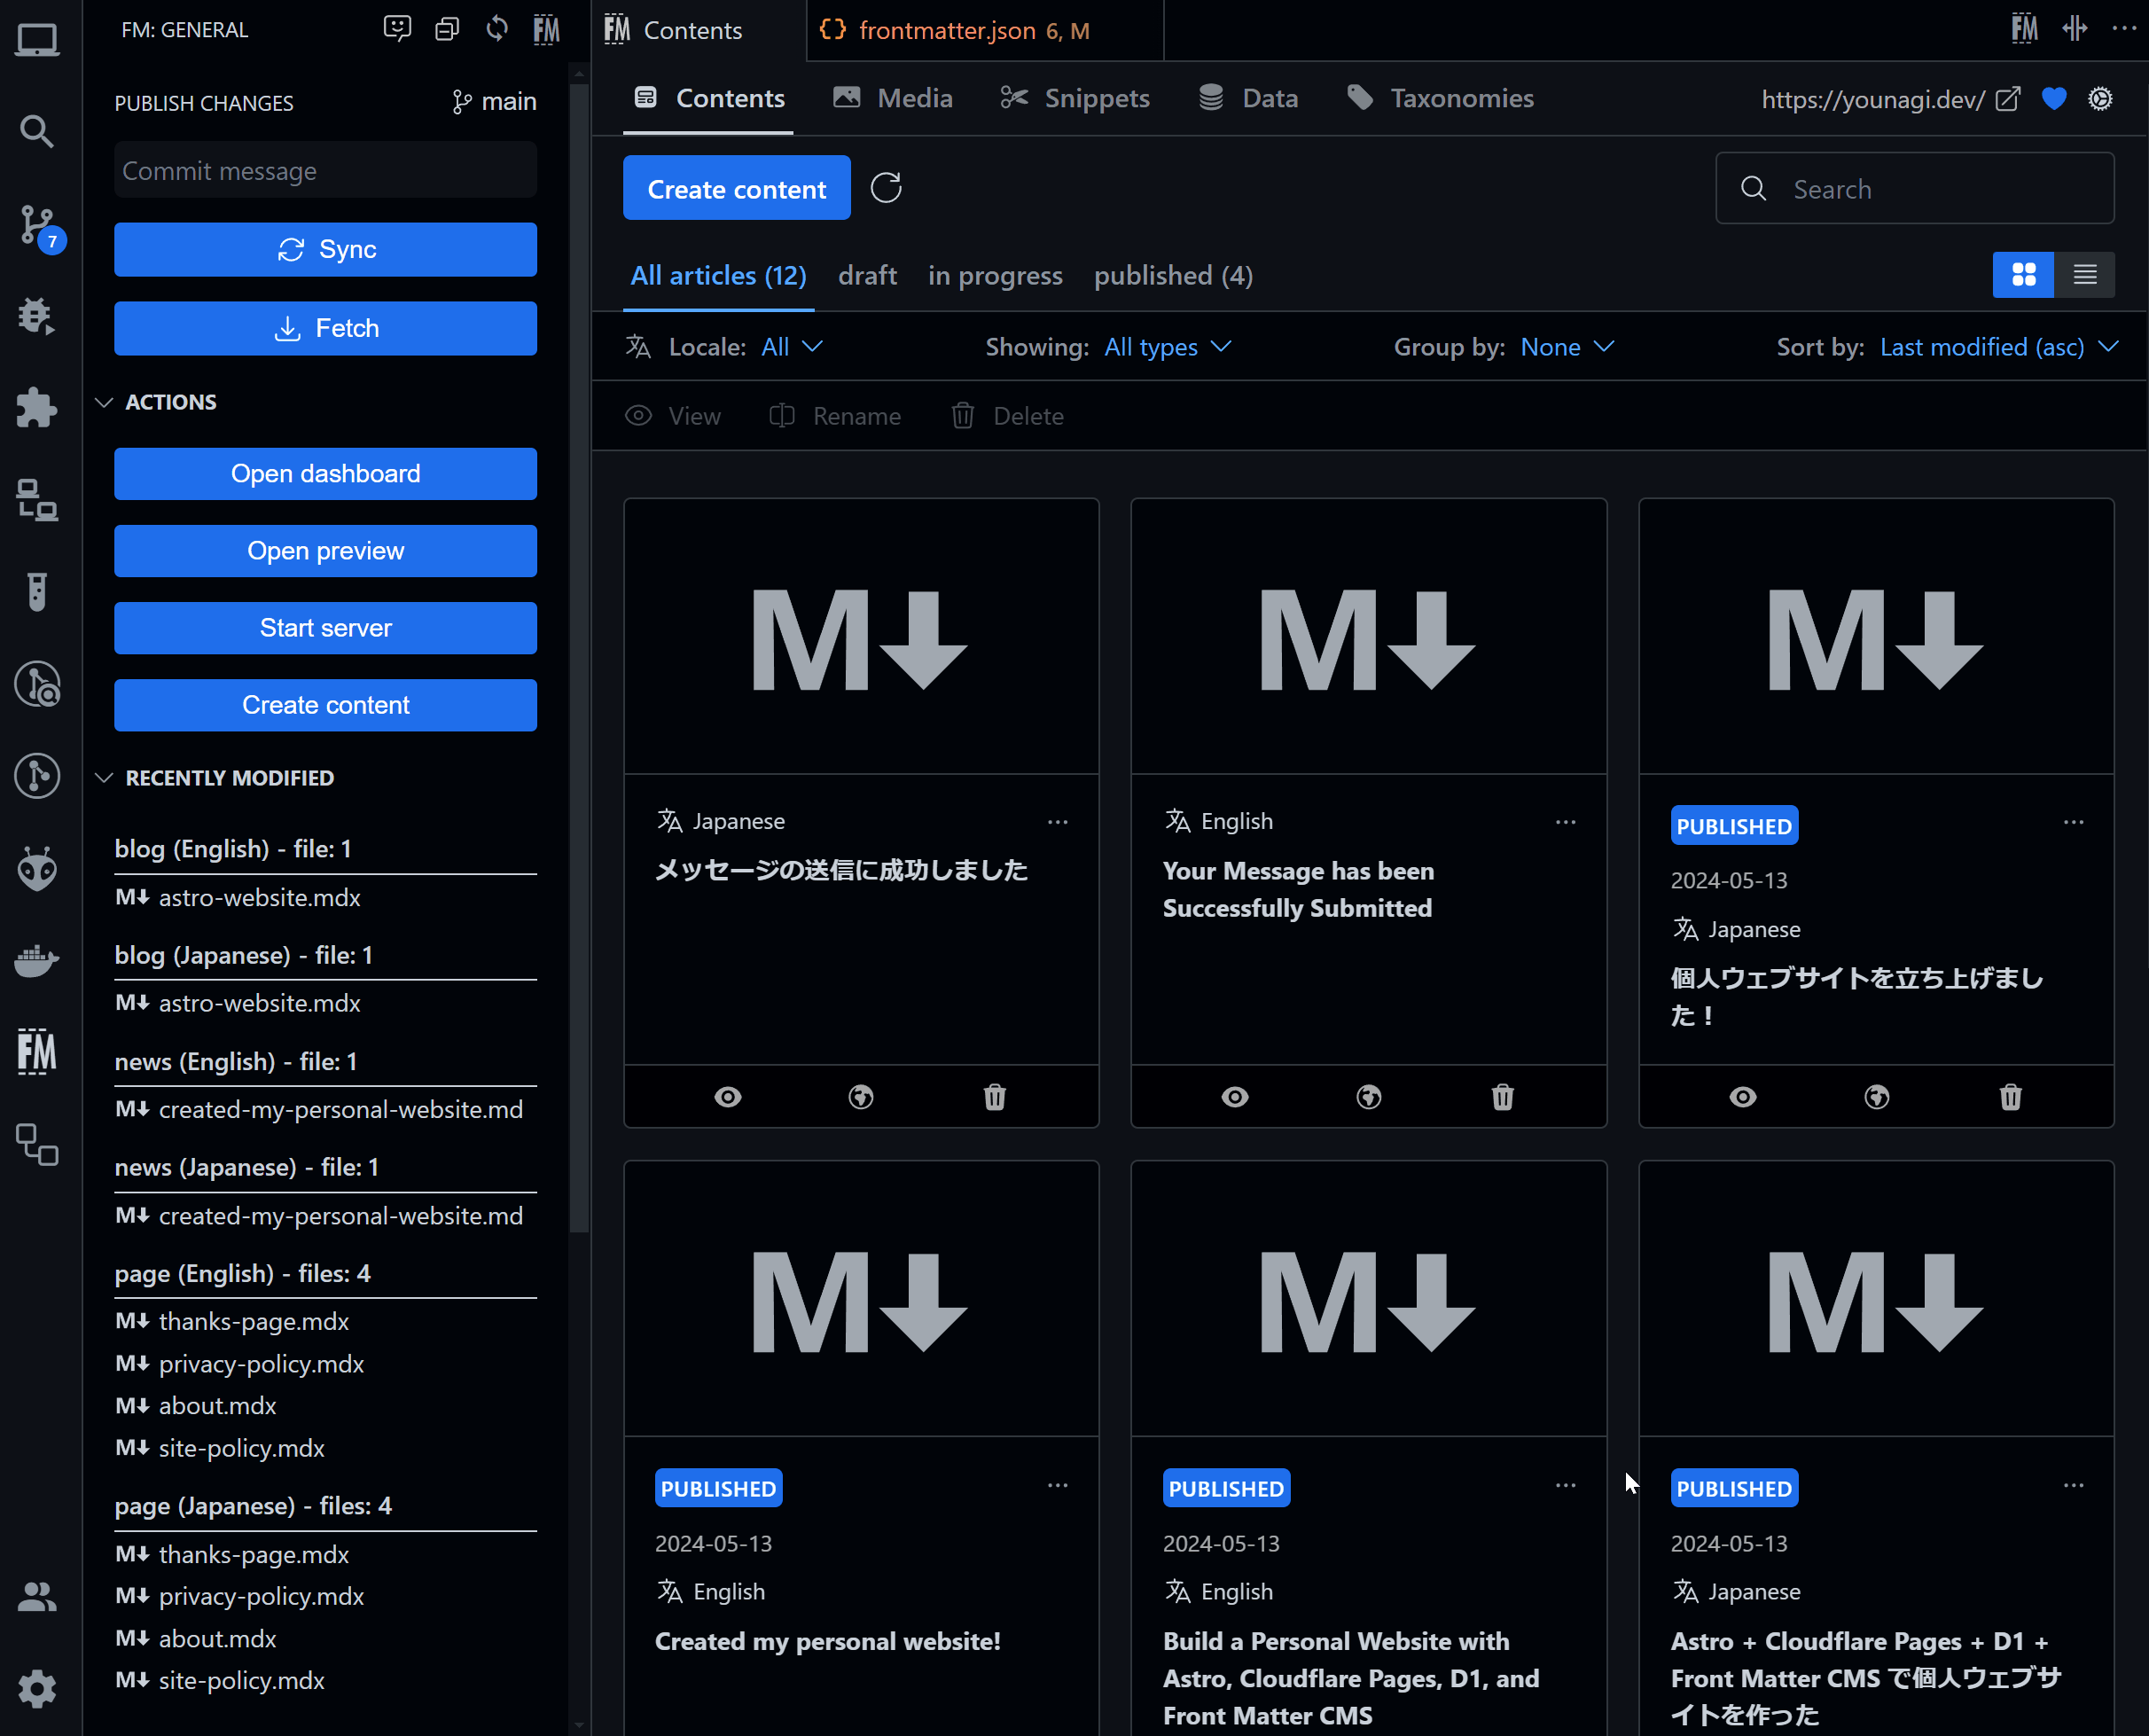 FM: GENERAL
FM
PUBLISH CHANGES
main
Commit message
Sync
Fetch
ACTIONS
Open dashboard
Open preview
Start server
Create content
RECENTLY MODIFIED
blog (English) - file: 1
M astro-website.mdx
blog (Japanese) - file: 1
M astro-website.mdx
news (English) - file: 1
M created-my-personal-website.md
news (Japanese) - file: 1
M created-my-personal-website.md
page (English) - files: 4
M thanks-page.mdx
M privacy-policy.mdx
M about.mdx
M site-policy.mdx
page (Japanese) - files: 4
M thanks-page.mdx
M privacy-policy.mdx
M about.mdx
M site-policy.mdx
7
FM
FM Contents
{} frontmatter.json 6, M
FM
Contents Media Snippets Data Taxonomies
https://younagi.dev/
Create content
Search
All articles (12) draft in progress published (4)
Locale: All Showing: All types Group by: None Sort by: Last modified (asc)
View Rename Delete
M
Japanese
メッセージの送信に成功しました
M
English
Your Message has been
Successfully Submitted
M
PUBLISHED
2024-05-13
Japanese
個人ウェブサイトを立ち上げまし
た！
M
PUBLISHED
2024-05-13
English
Created my personal website!
M
PUBLISHED
2024-05-13
English
Build a Personal Website with
Astro, Cloudflare Pages, D1, and
Front Matter CMS
M
PUBLISHED
2024-05-13
Japanese
Astro + Cloudflare Pages + D1 +
Front Matter CMS で個人ウェブサ
イトを作った